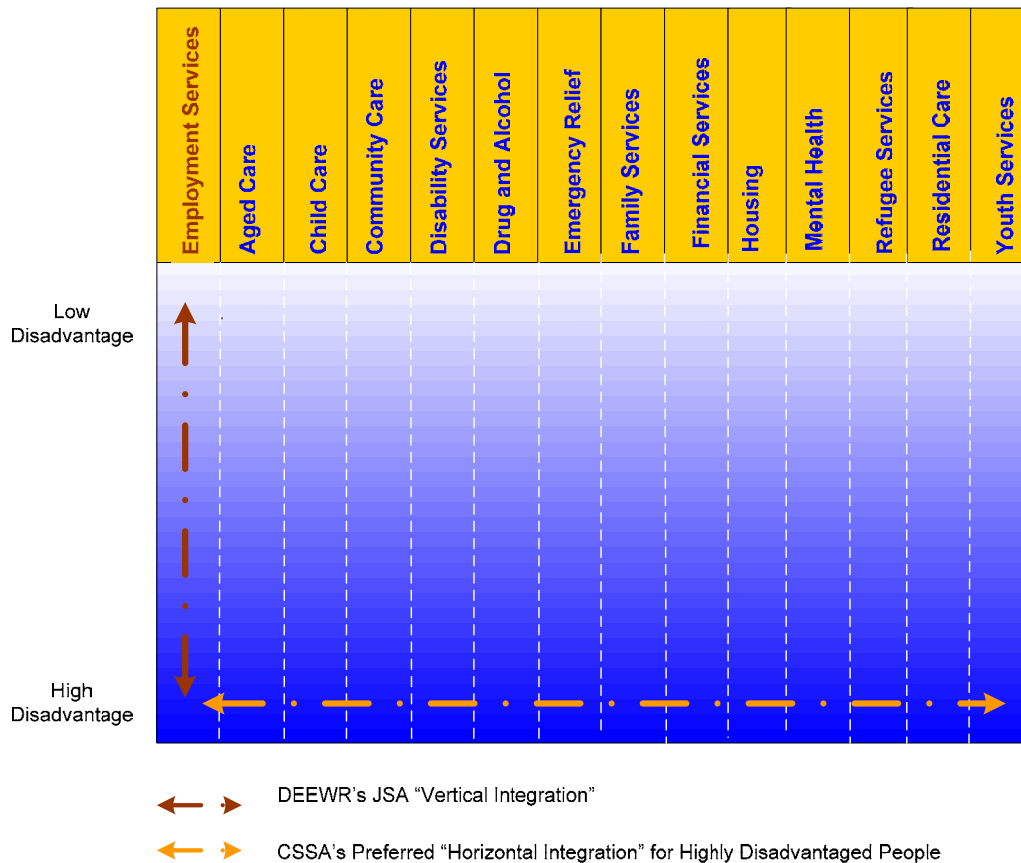 Employment Services
Aged Care
Child Care
Community Care
Disability Services
Drug and Alcohol
Emergency Relief
Family Services
Financial Services
Housing
Mental Health
Refugee Services
Residential Care
Youth Services
Low
Disadvantage
High
Disadvantage
DEEWR's JSA “Vertical Integration”
CSSA's Preferred “Horizontal Integration” for Highly Disadvantaged People